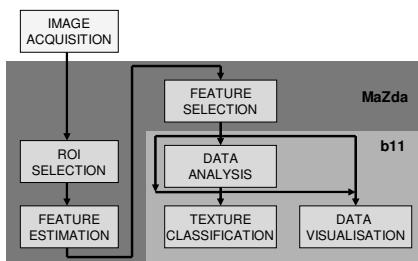 IMAGE
ACQUISITION
FEATURE
SELECTION
MaZda
b11
ROI
SELECTION
DATA
ANALYSIS
FEATURE
ESTIMATION
TEXTURE
CLASSIFICATION
DATA
VISUALISATION